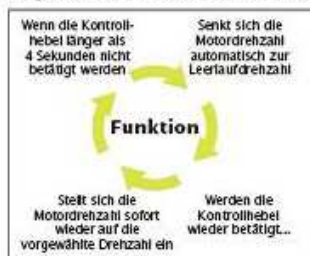 Wenn die Kontroll-
hebel länger als
4 Sekunden nicht
betätigt werden
Senkt sich die
Motordrehzahl
automatisch zur
Leerlaufdrehzahl
Funktion
Stellt sich die
Motordrehzahl sofort
wieder auf die
vorgewählte Drehzahl ein
Werden die
Kontrollhebel
wieder betätigt...